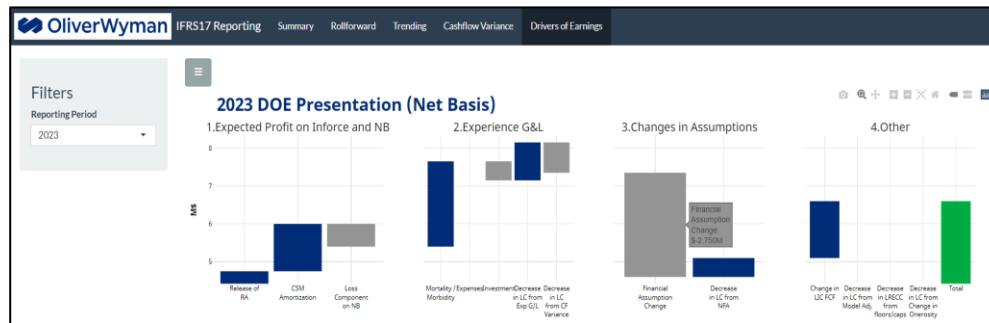 OliverWyman
IFRS17 Reporting
Summary
Rollforward
Trending
Cashflow Variance
Drivers of Earnings
Filters
Reporting Period
2023
2023 DOE Presentation (Net Basis)
1.Expected Profit on Inforce and NB
2.Experience G&L
3.Changes in Assumptions
4.Other
M$
8
7
6
5
Release of
RA
CSM
Amortization
Loss
Component
on NB
Mortality /
Morbidity
Expenses
Investment
Decrease
in LC from
Exp G/L
Decrease
in LC
from CF
Variance
Financial
Assumption
Change:
$-2.750M
Financial
Assumption
Change
Decrease
in LC from
NFA
Change in
LIC FCF
Decrease
in LC from
Model Adj.
Decrease
in LRECC
from
floors/caps
Decrease
in LC from
Change in
Onerosity
Total